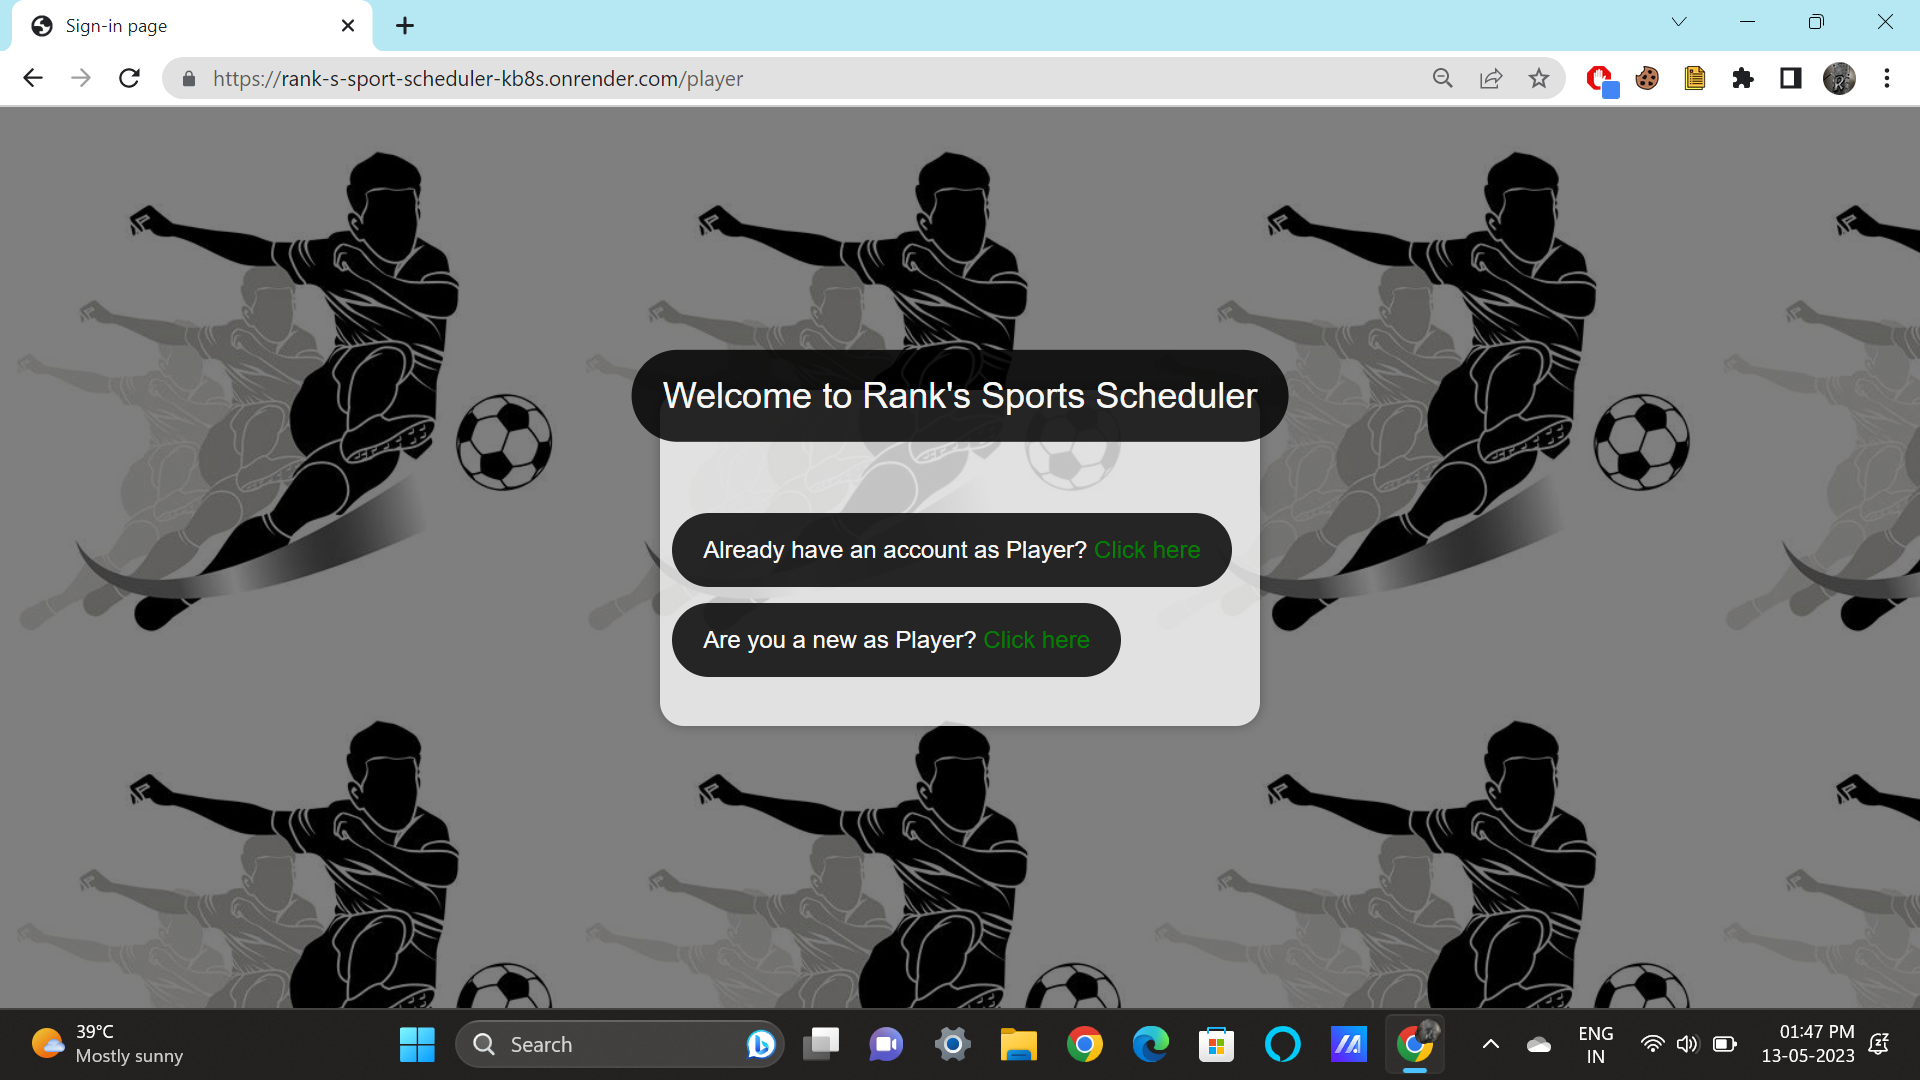 Sign-in page
https://rank-s-sport-scheduler-kb8s.onrender.com/player
Welcome to Rank's Sports Scheduler
Already have an account as Player? Click here
Are you a new as Player? Click here
39°C
Mostly sunny
Search
ENG
IN
01:47 PM
13-05-2023